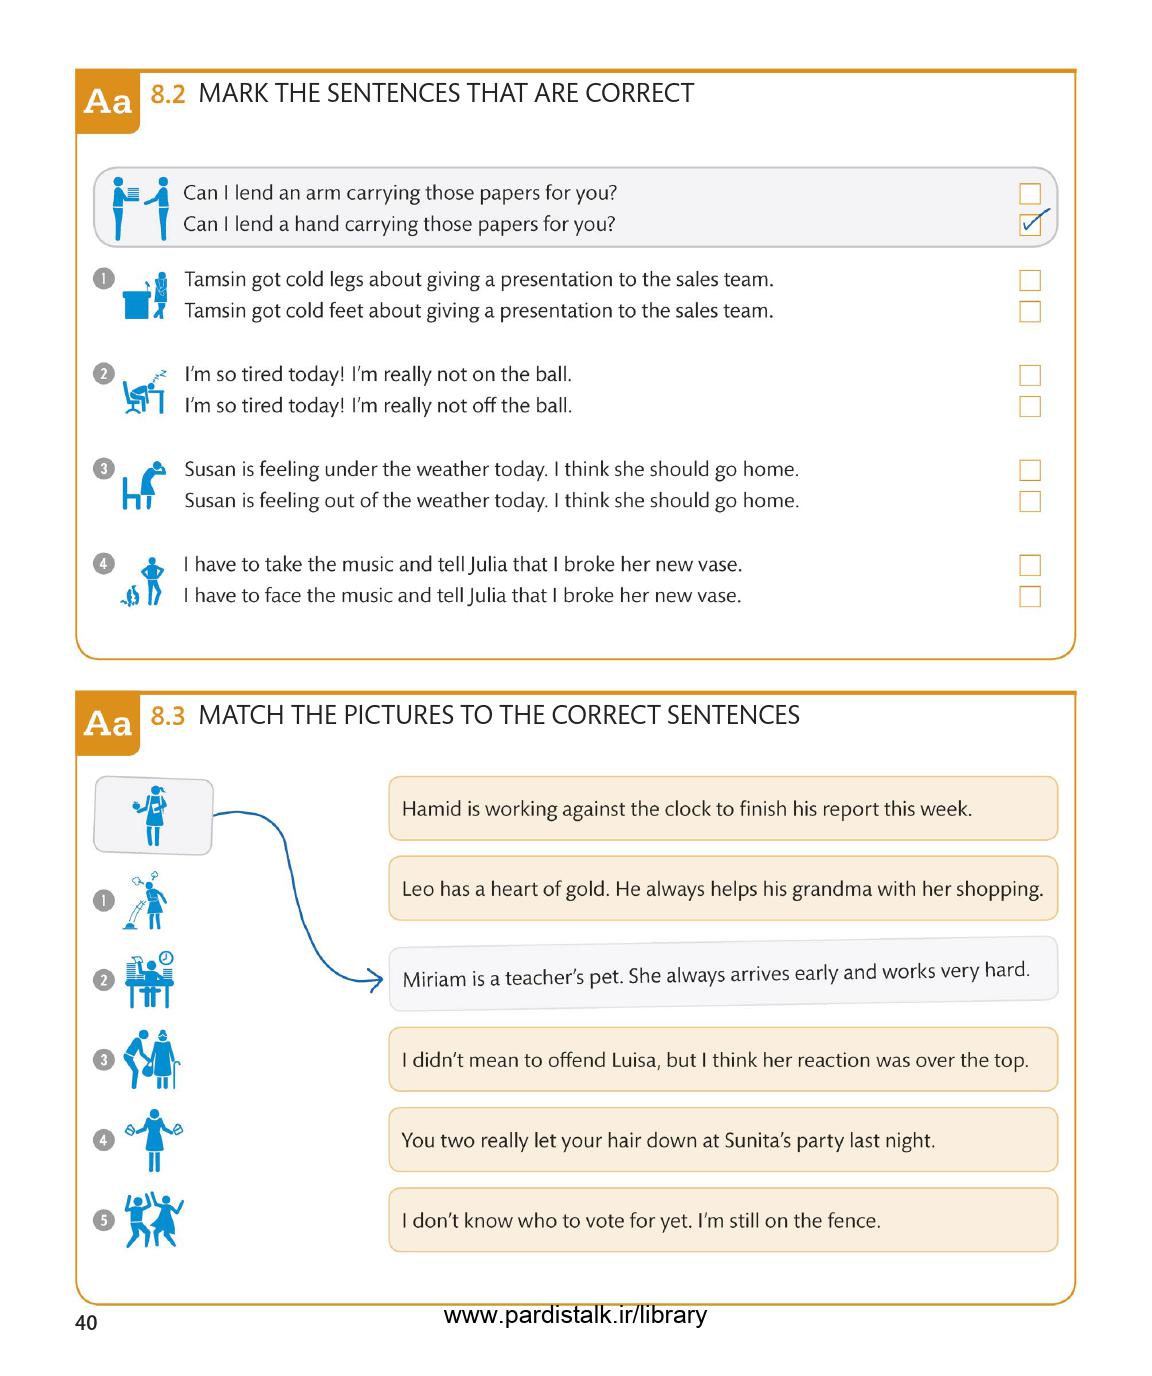 Aa 8.2 MARK THE SENTENCES THAT ARE CORRECT
Can I lend an arm carrying those papers for you?
Can I lend a hand carrying those papers for you?
1 Tamsin got cold legs about giving a presentation to the sales team.
Tamsin got cold feet about giving a presentation to the sales team.
2 I'm so tired today! I'm really not on the ball.
I'm so tired today! I'm really not off the ball.
3 Susan is feeling under the weather today. I think she should go home.
Susan is feeling out of the weather today. I think she should go home.
4 I have to take the music and tell Julia that I broke her new vase.
I have to face the music and tell Julia that I broke her new vase.
Aa 8.3 MATCH THE PICTURES TO THE CORRECT SENTENCES
Hamid is working against the clock to finish his report this week.
1 Leo has a heart of gold. He always helps his grandma with her shopping.
2 Miriam is a teacher's pet. She always arrives early and works very hard.
3 I didn't mean to offend Luisa, but I think her reaction was over the top.
4 You two really let your hair down at Sunita's party last night.
5 I don't know who to vote for yet. I'm still on the fence.
40 www.pardistalk.ir/library